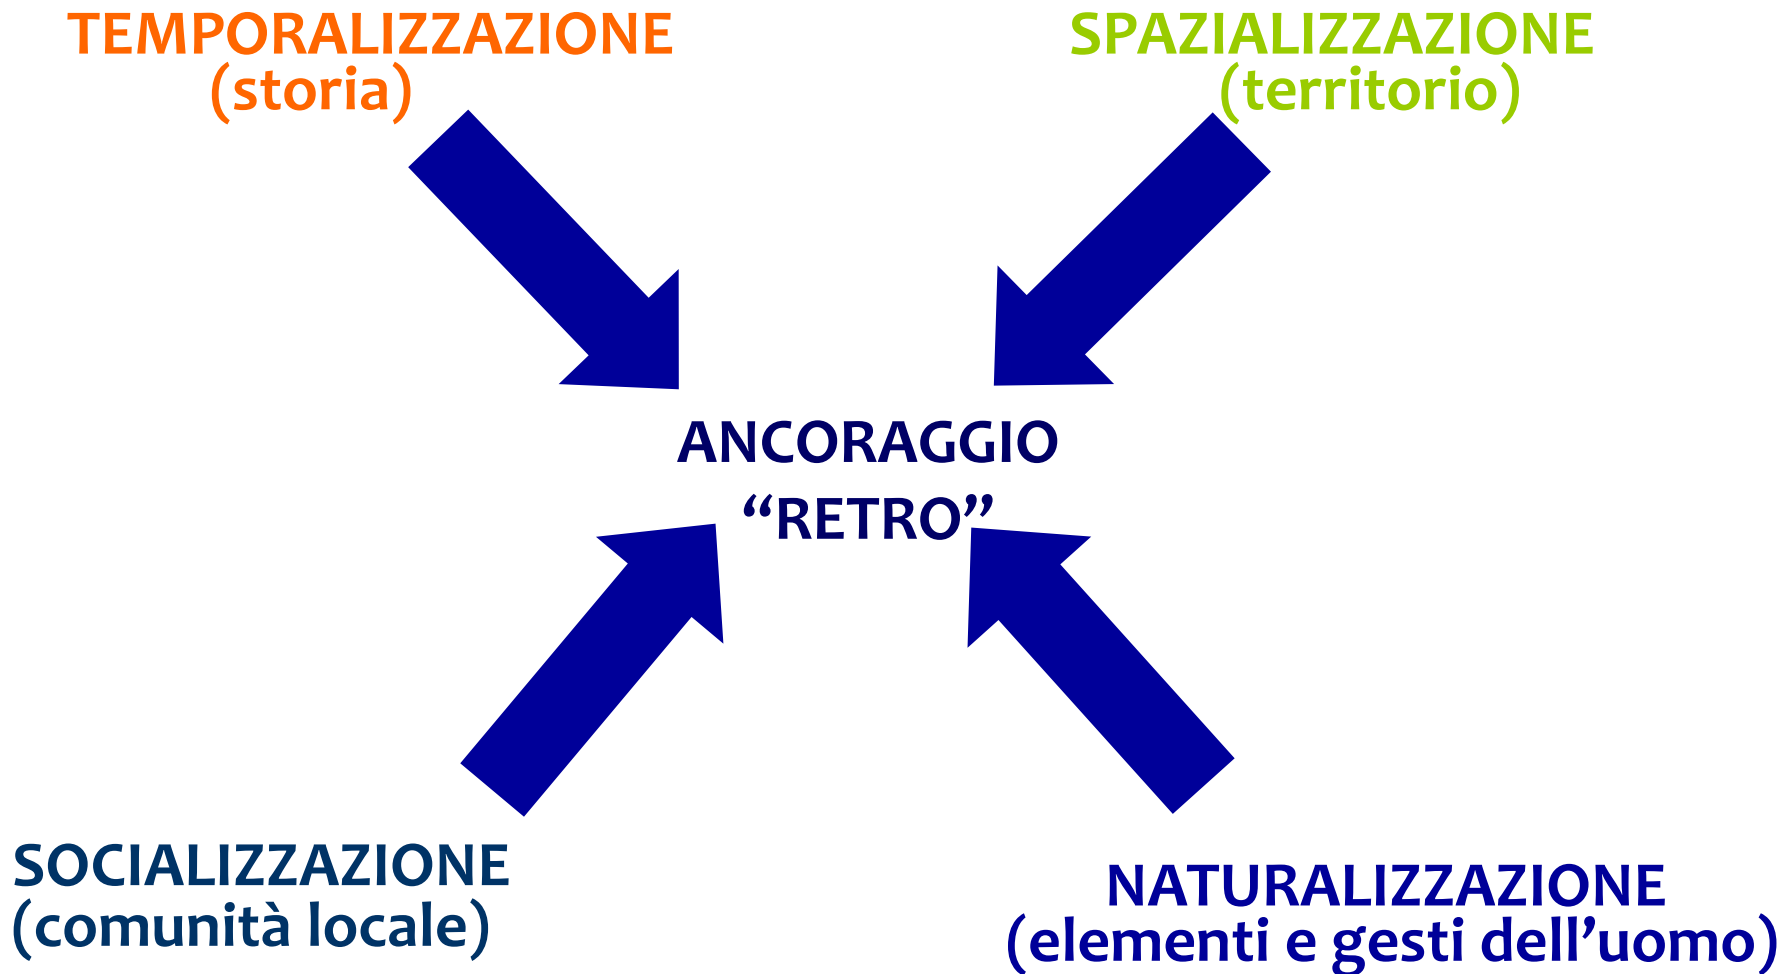 TEMPORALIZZAZIONE
(storia)
SPAZIALIZZAZIONE
(territorio)
ANCORAGGIO
“RETRO”
SOCIALIZZAZIONE
(comunità locale)
NATURALIZZAZIONE
(elementi e gesti dell’uomo)